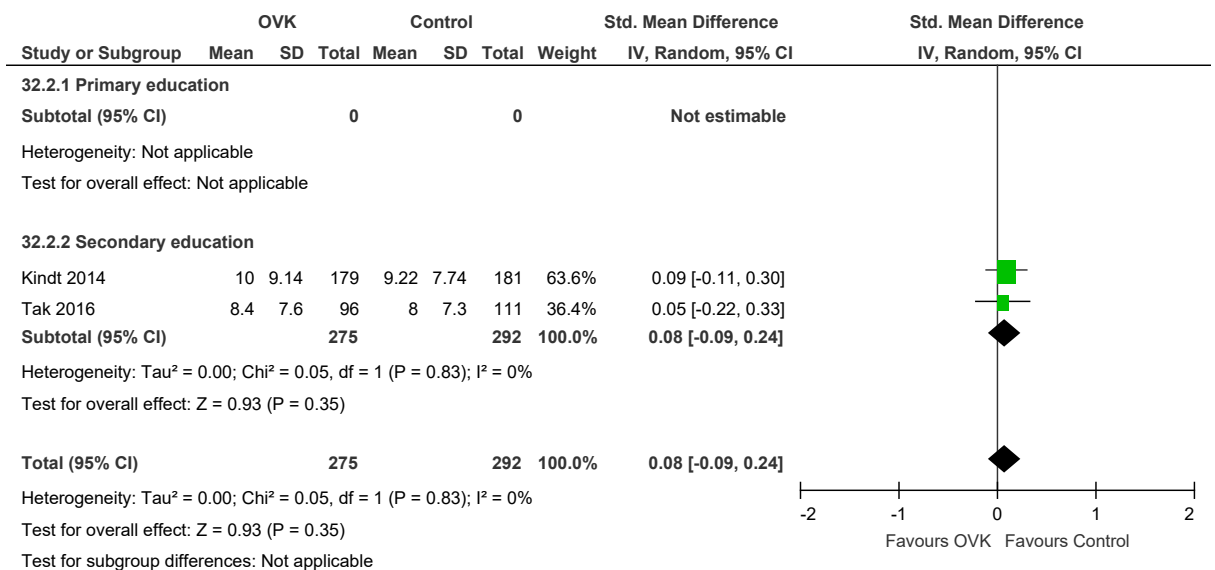 OVK Control Std. Mean Difference Std. Mean Difference
Study or Subgroup Mean SD Total Mean SD Total Weight IV, Random, 95% CI IV, Random, 95% CI
32.2.1 Primary education
Subtotal (95% CI) 0 0 Not estimable
Heterogeneity: Not applicable
Test for overall effect: Not applicable
32.2.2 Secondary education
Kindt 2014 10 9.14 179 9.22 7.74 181 63.6% 0.09 [-0.11, 0.30]
Tak 2016 8.4 7.6 96 8 7.3 111 36.4% 0.05 [-0.22, 0.33]
Subtotal (95% CI) 275 292 100.0% 0.08 [-0.09, 0.24]
Heterogeneity: Tau² = 0.00; Chi² = 0.05, df = 1 (P = 0.83); I² = 0%
Test for overall effect: Z = 0.93 (P = 0.35)
Total (95% CI) 275 292 100.0% 0.08 [-0.09, 0.24]
Heterogeneity: Tau² = 0.00; Chi² = 0.05, df = 1 (P = 0.83); I² = 0%
Test for overall effect: Z = 0.93 (P = 0.35)
Test for subgroup differences: Not applicable
-2 -1 0 1 2
Favours OVK Favours Control